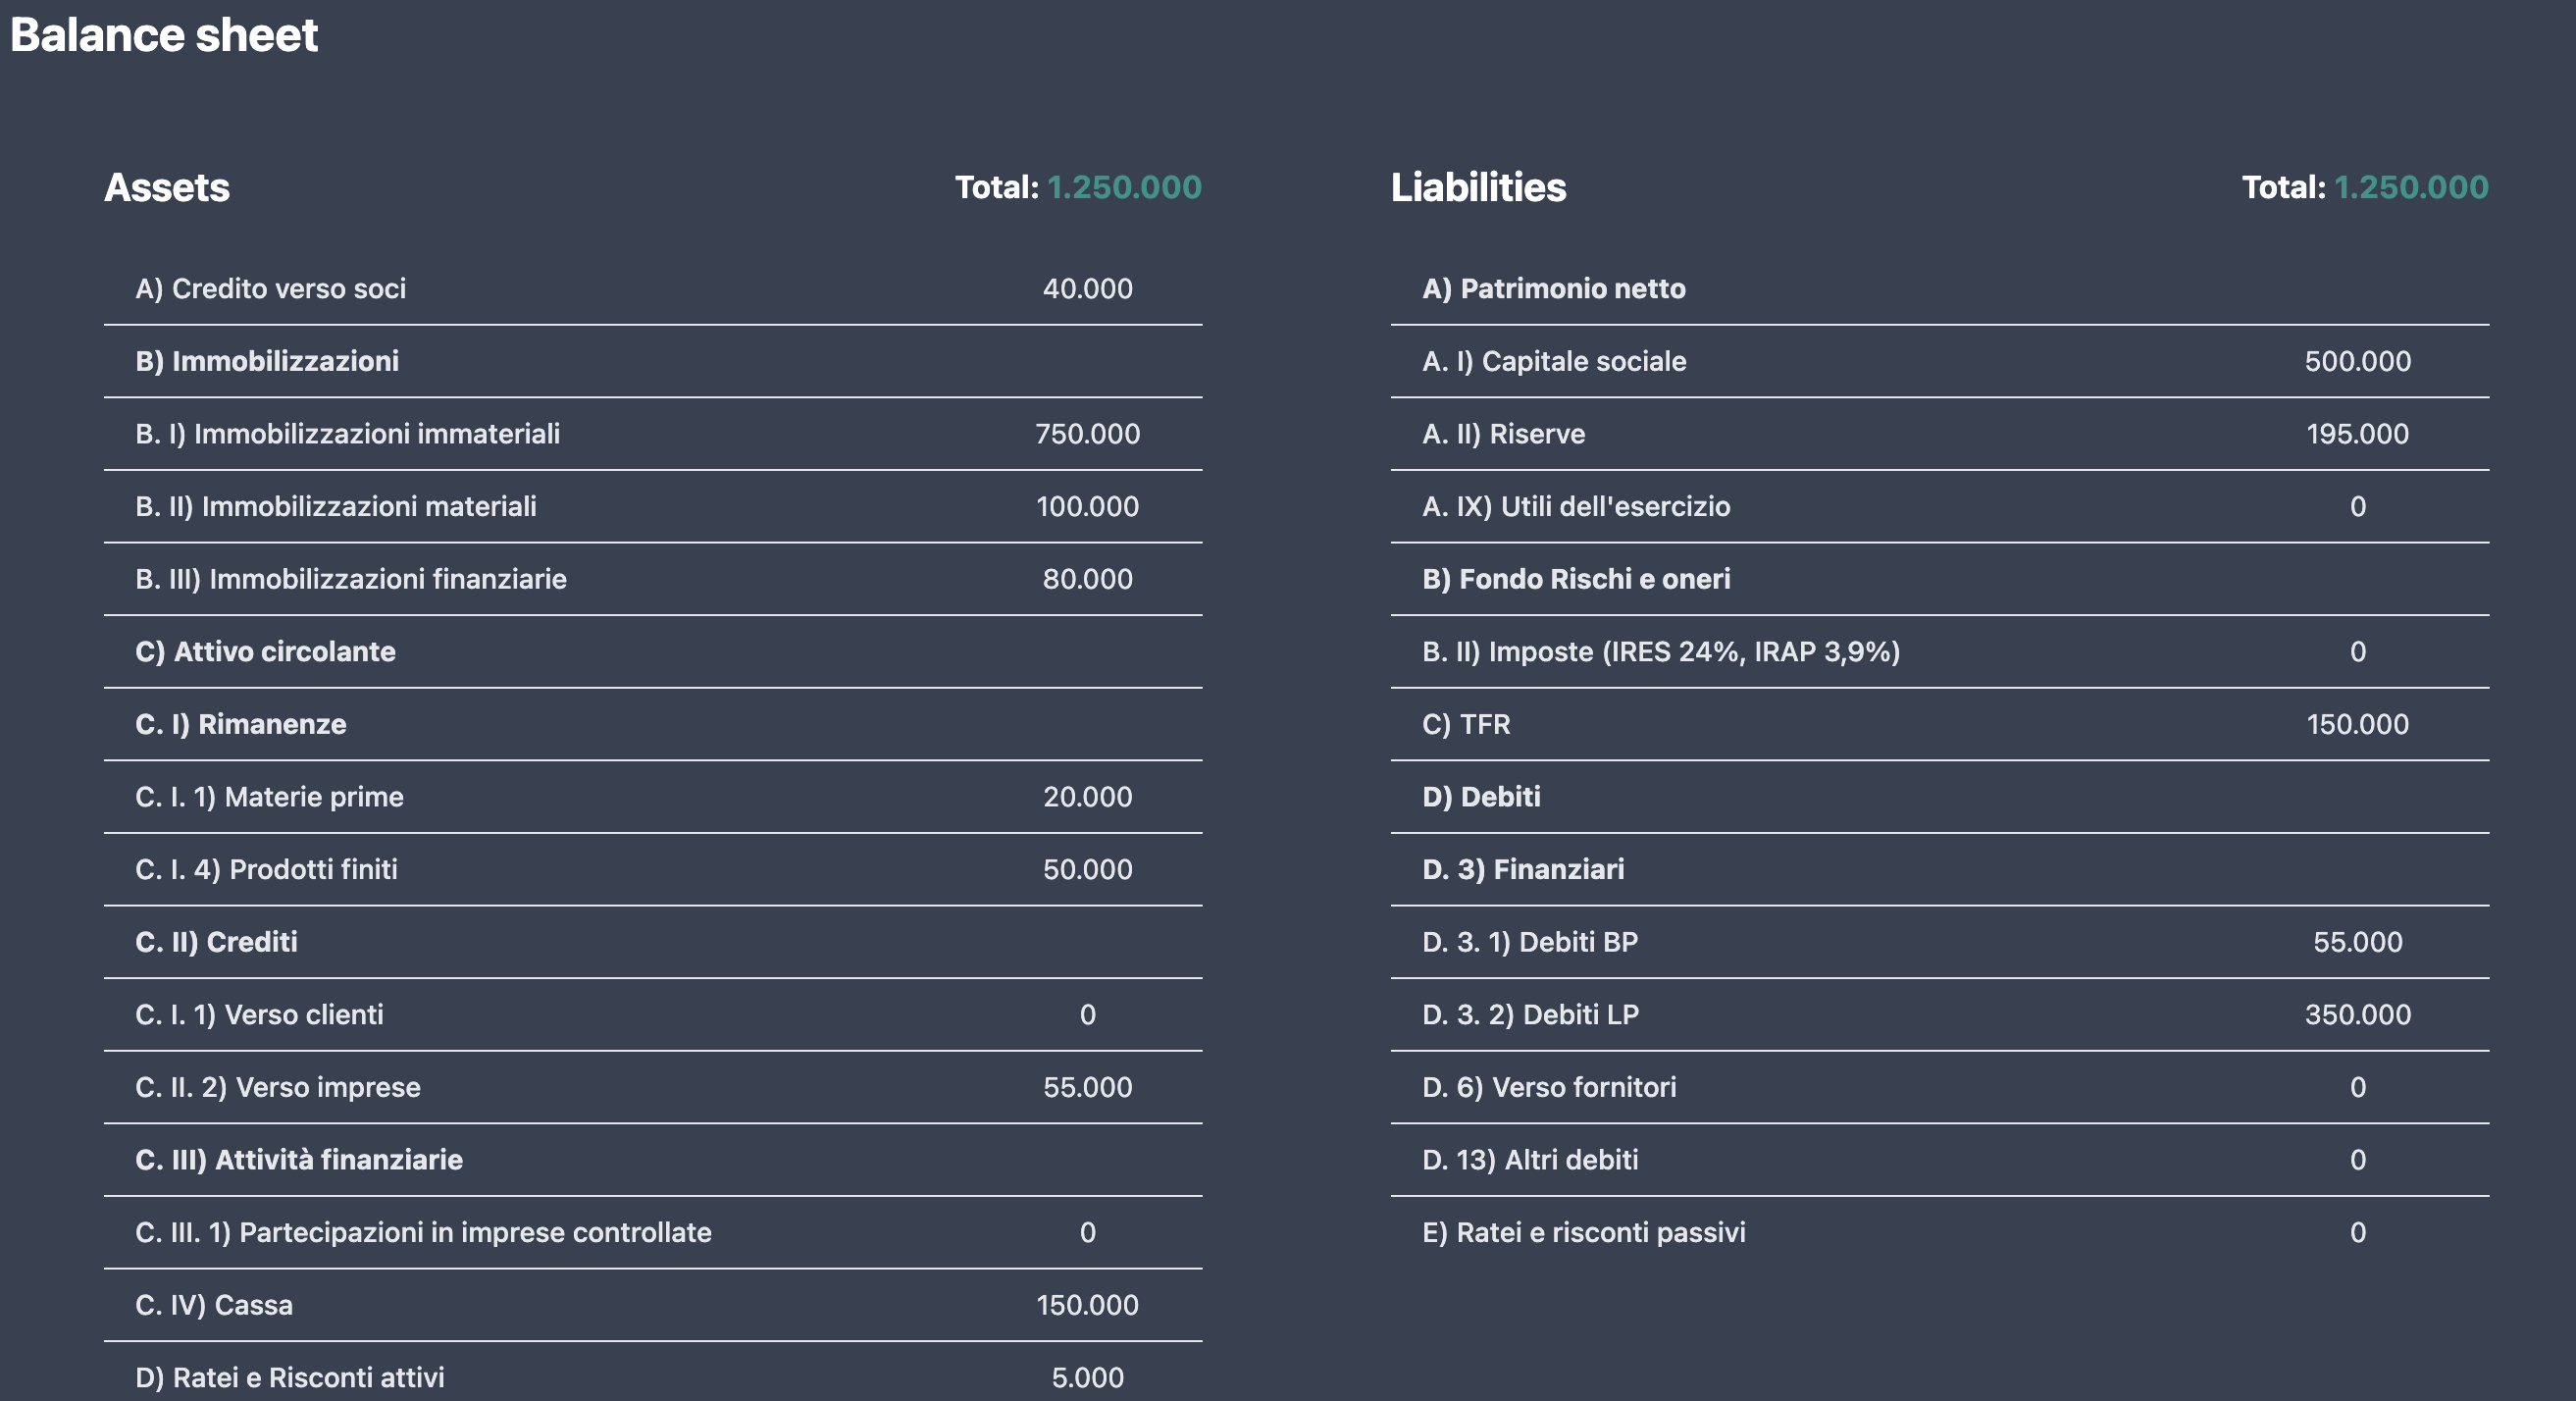 Balance sheet
Assets Total: 1.250.000
A) Credito verso soci 40.000
B) Immobilizzazioni
B. I) Immobilizzazioni immateriali 750.000
B. II) Immobilizzazioni materiali 100.000
B. III) Immobilizzazioni finanziarie 80.000
C) Attivo circolante
C. I) Rimanenze
C. I. 1) Materie prime 20.000
C. I. 4) Prodotti finiti 50.000
C. II) Crediti
C. I. 1) Verso clienti 0
C. II. 2) Verso imprese 55.000
C. III) Attività finanziarie
C. III. 1) Partecipazioni in imprese controllate 0
C. IV) Cassa 150.000
D) Ratei e Risconti attivi 5.000
Liabilities Total: 1.250.000
A) Patrimonio netto
A. I) Capitale sociale 500.000
A. II) Riserve 195.000
A. IX) Utili dell'esercizio 0
B) Fondo Rischi e oneri
B. II) Imposte (IRES 24%, IRAP 3,9%) 0
C) TFR 150.000
D) Debiti
D. 3) Finanziari
D. 3. 1) Debiti BP 55.000
D. 3. 2) Debiti LP 350.000
D. 6) Verso fornitori 0
D. 13) Altri debiti 0
E) Ratei e risconti passivi 0